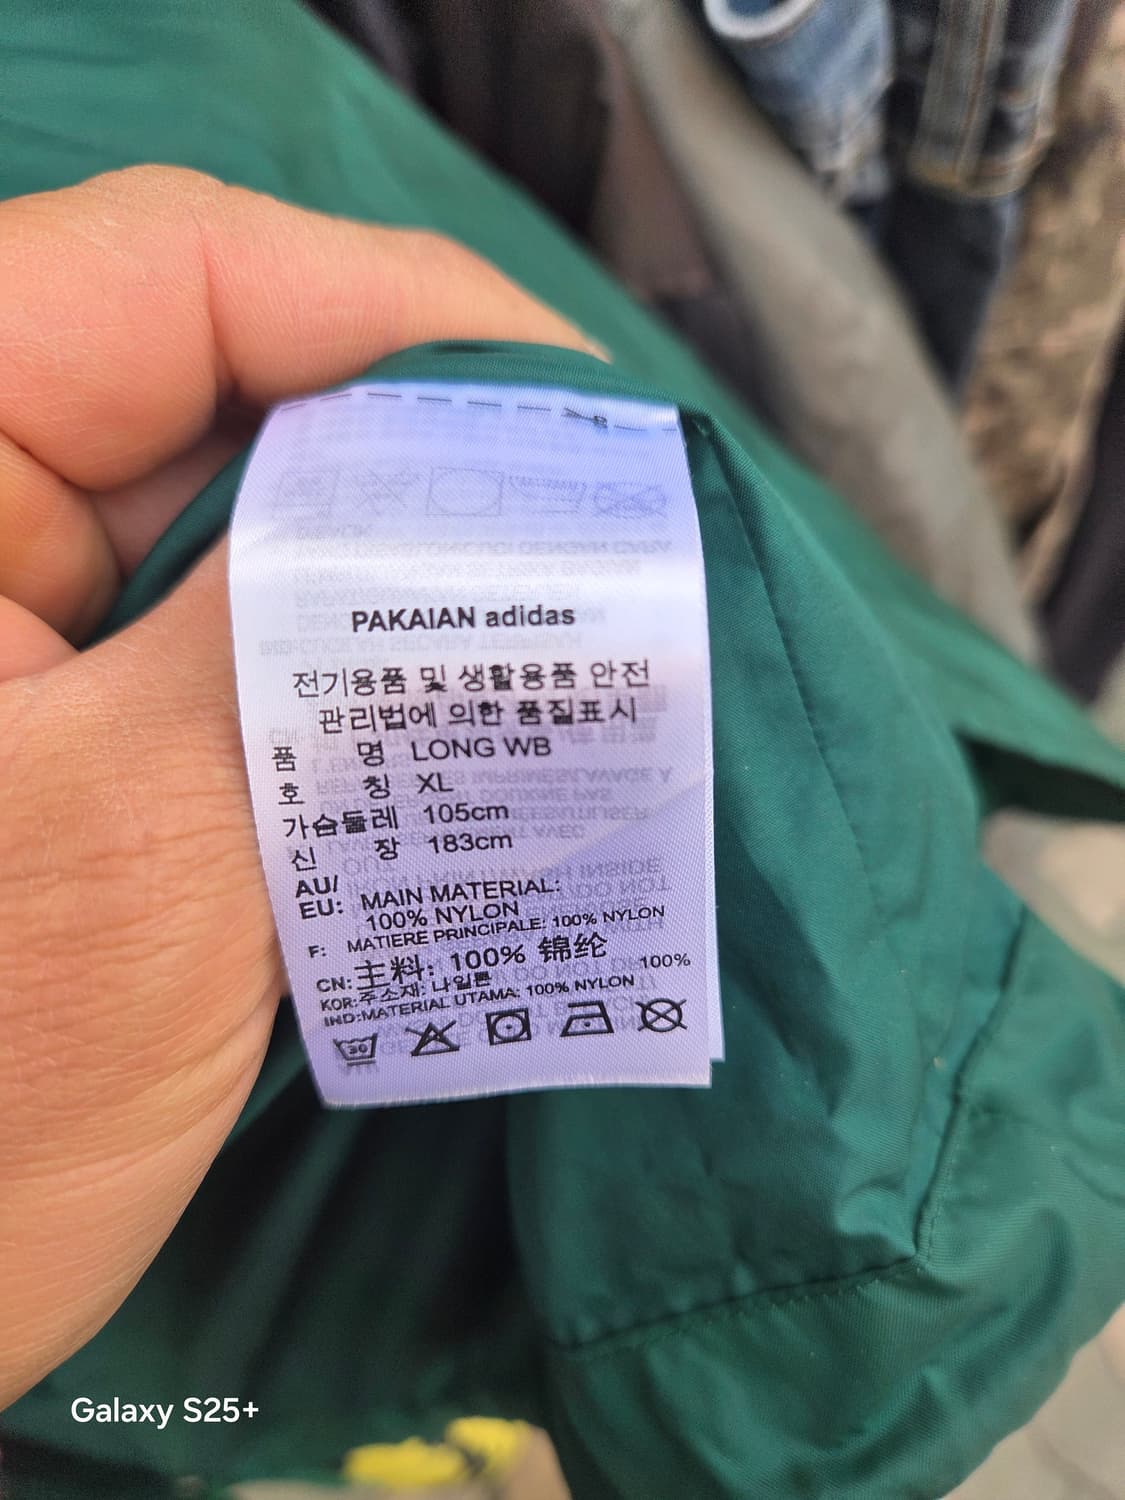 PAKAIAN adidas
전기용품 및 생활용품 안전
관리법에 의한 품질표시
품 명 LONG WB
호 칭 XL
가슴둘레 105cm
신 장 183cm
AU/
EU: MAIN MATERIAL:
100% NYLON
F: MATIERE PRINCIPALE: 100% NYLON
CN: 主料: 100% 锦纶
KOR:주소재: 나일론 100%
IND:MATERIAL UTAMA: 100% NYLON
30
Galaxy S25+